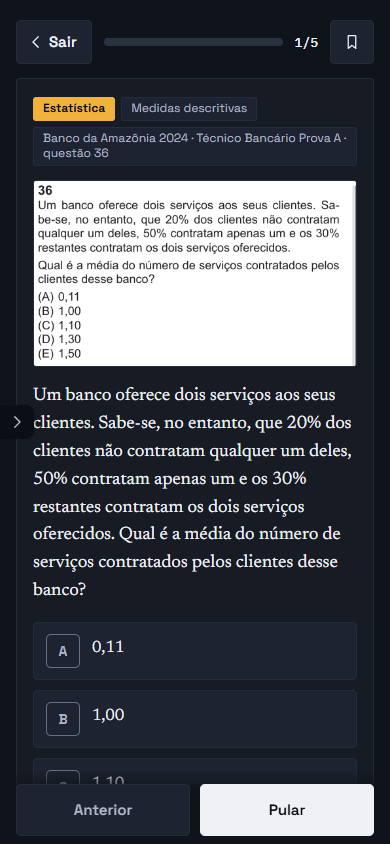 Sair
1/5
Estatística
Medidas descritivas
Banco da Amazônia 2024 · Técnico Bancário Prova A ·
questão 36
36
Um banco oferece dois serviços aos seus clientes. Sa-
be-se, no entanto, que 20% dos clientes não contratam
qualquer um deles, 50% contratam apenas um e os 30%
restantes contratam os dois serviços oferecidos.
Qual é a média do número de serviços contratados pelos
clientes desse banco?
(A) 0,11
(B) 1,00
(C) 1,10
(D) 1,30
(E) 1,50
Um banco oferece dois serviços aos seus
clientes. Sabe-se, no entanto, que 20% dos
clientes não contratam qualquer um deles,
50% contratam apenas um e os 30%
restantes contratam os dois serviços
oferecidos. Qual é a média do número de
serviços contratados pelos clientes desse
banco?
A 0,11
B 1,00
C 1,10
Anterior
Pular